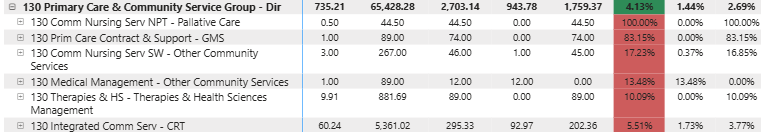 130 Primary Care & Community Service Group - Dir 735.21 65,428.28 2,703.14 943.78 1,759.37 4.13% 1.44% 2.69%
130 Comm Nursing Serv NPT - Pallative Care 0.50 44.50 44.50 0.00 44.50 100.00% 0.00% 100.00%
130 Prim Care Contract & Support - GMS 1.00 89.00 74.00 0.00 74.00 83.15% 0.00% 83.15%
130 Comm Nursing Serv SW - Other Community 3.00 267.00 46.00 1.00 45.00 17.23% 0.37% 16.85%
Services
130 Medical Management - Other Community Services 1.00 89.00 12.00 12.00 0.00 13.48% 13.48% 0.00%
130 Therapies & HS - Therapies & Health Sciences 9.91 881.69 89.00 0.00 89.00 10.09% 0.00% 10.09%
Management
130 Integrated Comm Serv - CRT 60.24 5,361.02 295.33 92.97 202.36 5.51% 1.73% 3.77%